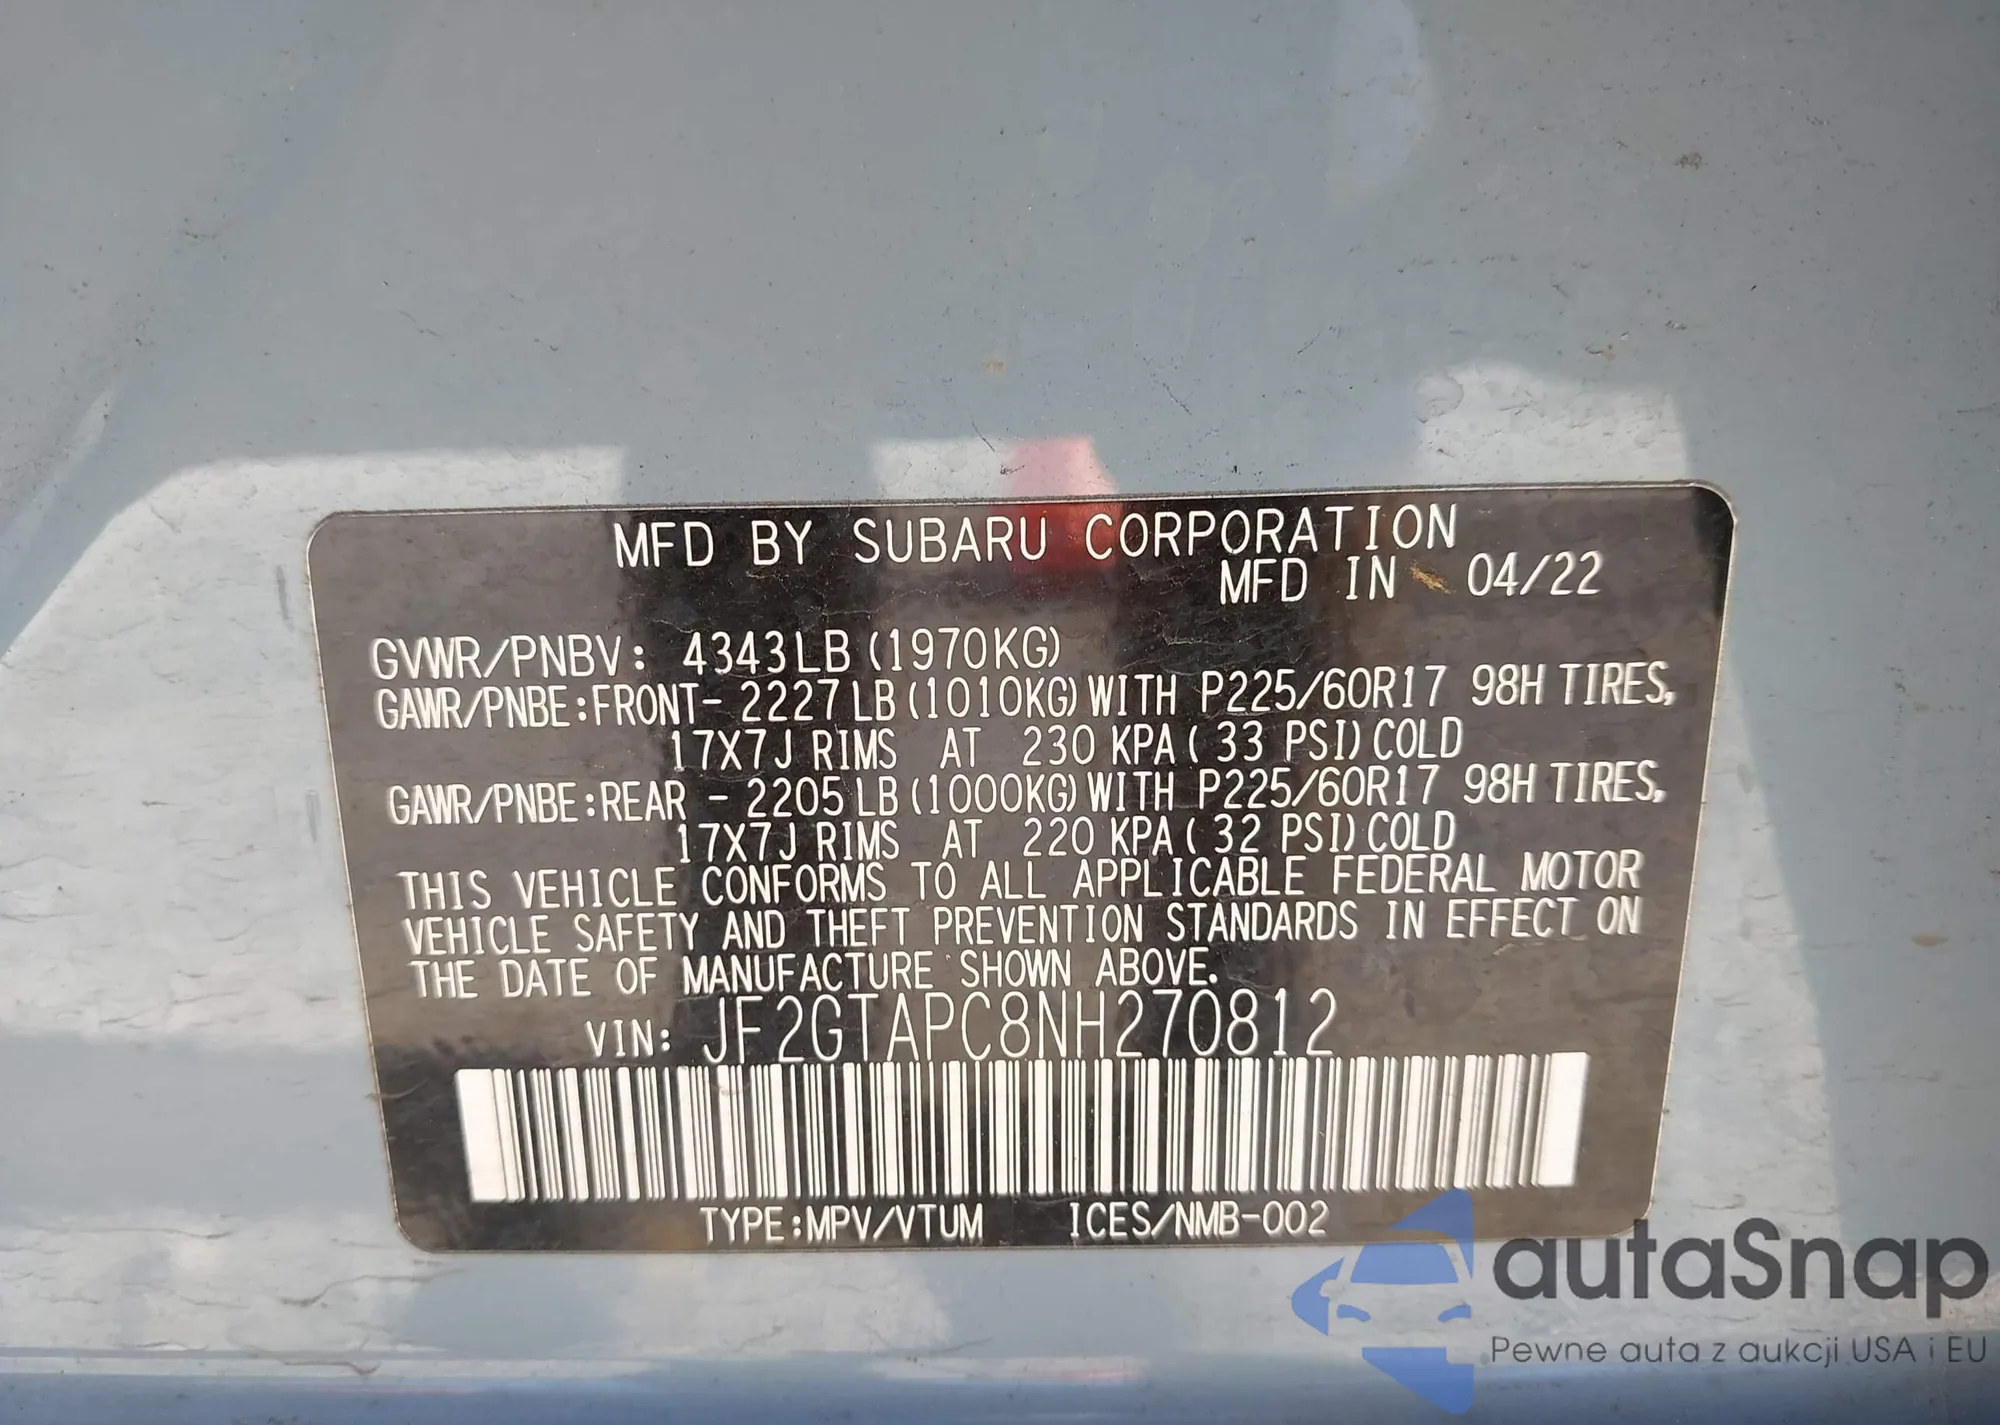 MFD BY SUBARU CORPORATION
MFD IN 04/22
GVWR/PNBV: 4343LB (1970KG)
GAWR/PNBE:FRONT- 2227LB (1010KG) WITH P225/60R17 98H TIRES,
17X7J RIMS AT 230 KPA ( 33 PSI) COLD
GAWR/PNBE:REAR - 2205LB (1000KG) WITH P225/60R17 98H TIRES,
17X7J RIMS AT 220 KPA ( 32 PSI) COLD
THIS VEHICLE CONFORMS TO ALL APPLICABLE FEDERAL MOTOR
VEHICLE SAFETY AND THEFT PREVENTION STANDARDS IN EFFECT ON
THE DATE OF MANUFACTURE SHOWN ABOVE.
VIN: JF2GTAPC8NH270812
TYPE:MPV/VTUM ICES/NMB-002
autaSnap
Pewne auta z aukcji USA i EU